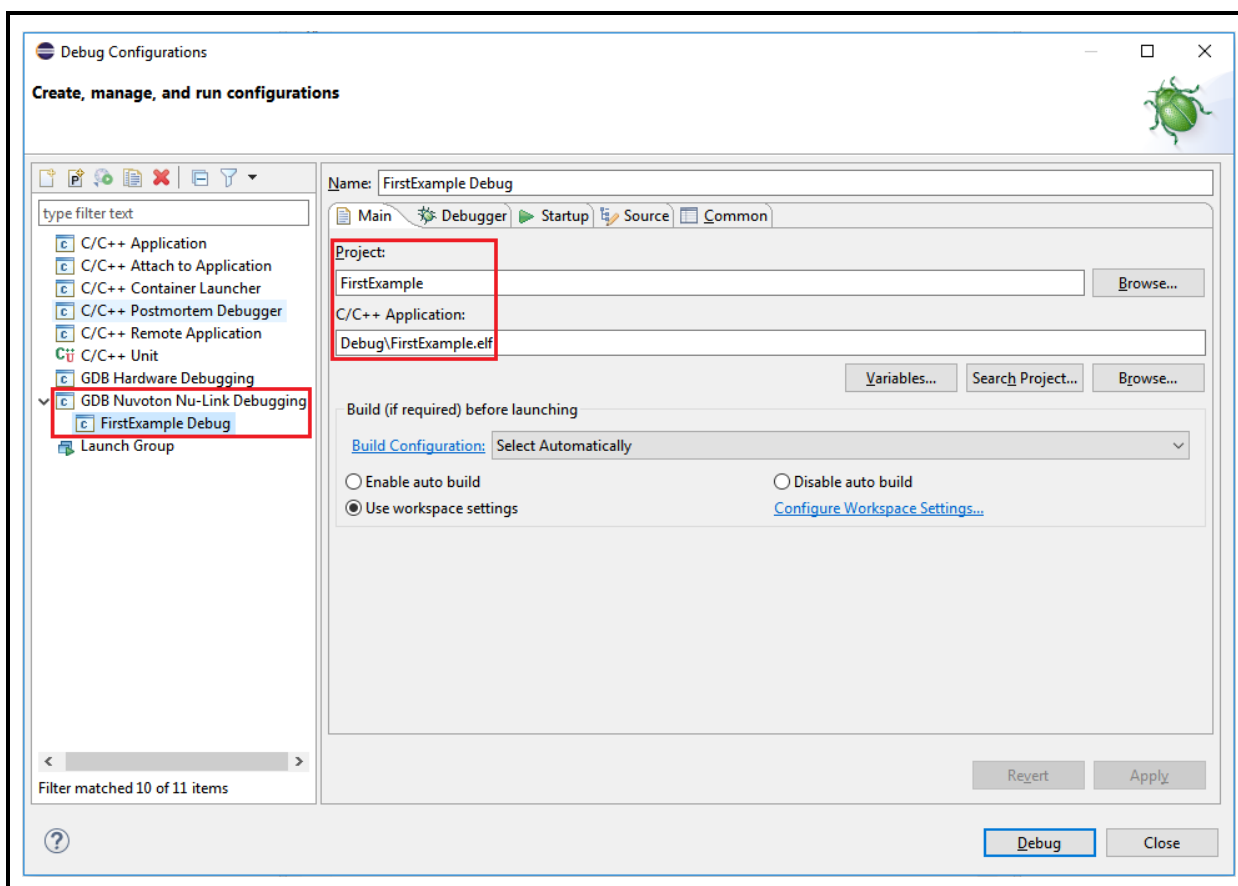 Debug Configurations
Create, manage, and run configurations
Name: FirstExample Debug
type filter text
Main Debugger Startup Source Common
C/C++ Application
C/C++ Attach to Application
C/C++ Container Launcher
C/C++ Postmortem Debugger
C/C++ Remote Application
C/C++ Unit
GDB Hardware Debugging
GDB Nuvoton Nu-Link Debugging
FirstExample Debug
Launch Group
Filter matched 10 of 11 items
Project:
FirstExample Browse...
C/C++ Application:
Debug\FirstExample.elf
Variables... Search Project... Browse...
Build (if required) before launching
Build Configuration: Select Automatically
Enable auto build Disable auto build
Use workspace settings Configure Workspace Settings...
Revert Apply
Debug Close